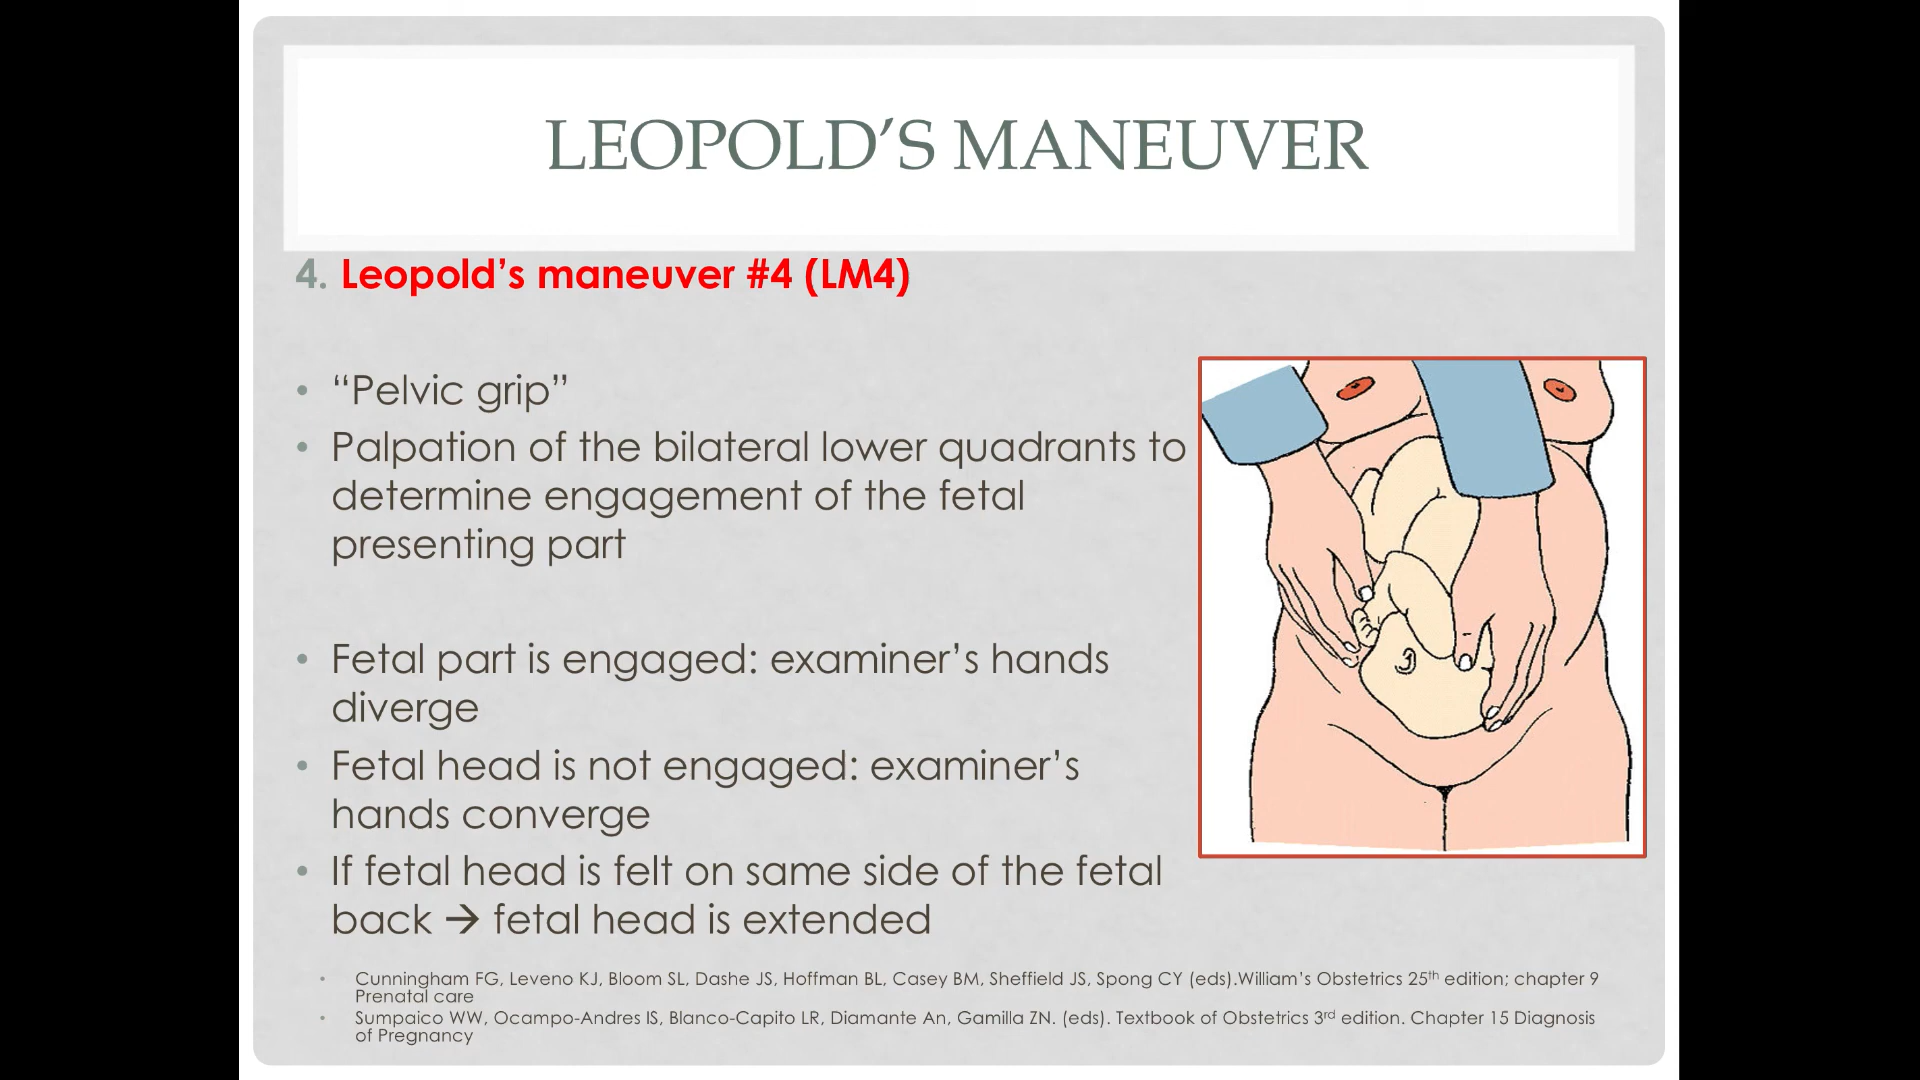 LEOPOLD’S MANEUVER
4. Leopold’s maneuver #4 (LM4)
• “Pelvic grip”
• Palpation of the bilateral lower quadrants to
determine engagement of the fetal
presenting part
• Fetal part is engaged: examiner’s hands
diverge
• Fetal head is not engaged: examiner’s
hands converge
• If fetal head is felt on same side of the fetal
back → fetal head is extended
• Cunningham FG, Leveno KJ, Bloom SL, Dashe JS, Hoffman BL, Casey BM, Sheffield JS, Spong CY (eds).William’s Obstetrics 25th edition; chapter 9
Prenatal care
• Sumpaico WW, Ocampo-Andres IS, Blanco-Capito LR, Diamante An, Gamilla ZN. (eds). Textbook of Obstetrics 3rd edition. Chapter 15 Diagnosis
of Pregnancy